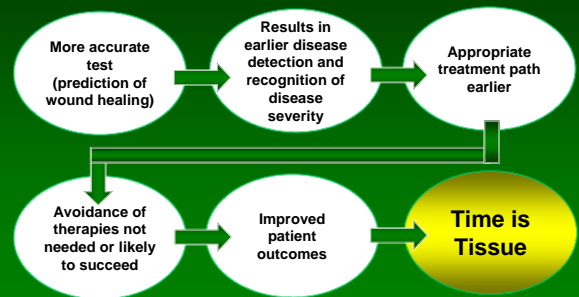 More accurate
test
(prediction of
wound healing)
Results in
earlier disease
detection and
recognition of
disease
severity
Appropriate
treatment path
earlier
Avoidance of
therapies not
needed or likely
to succeed
Improved
patient
outcomes
Time is
Tissue